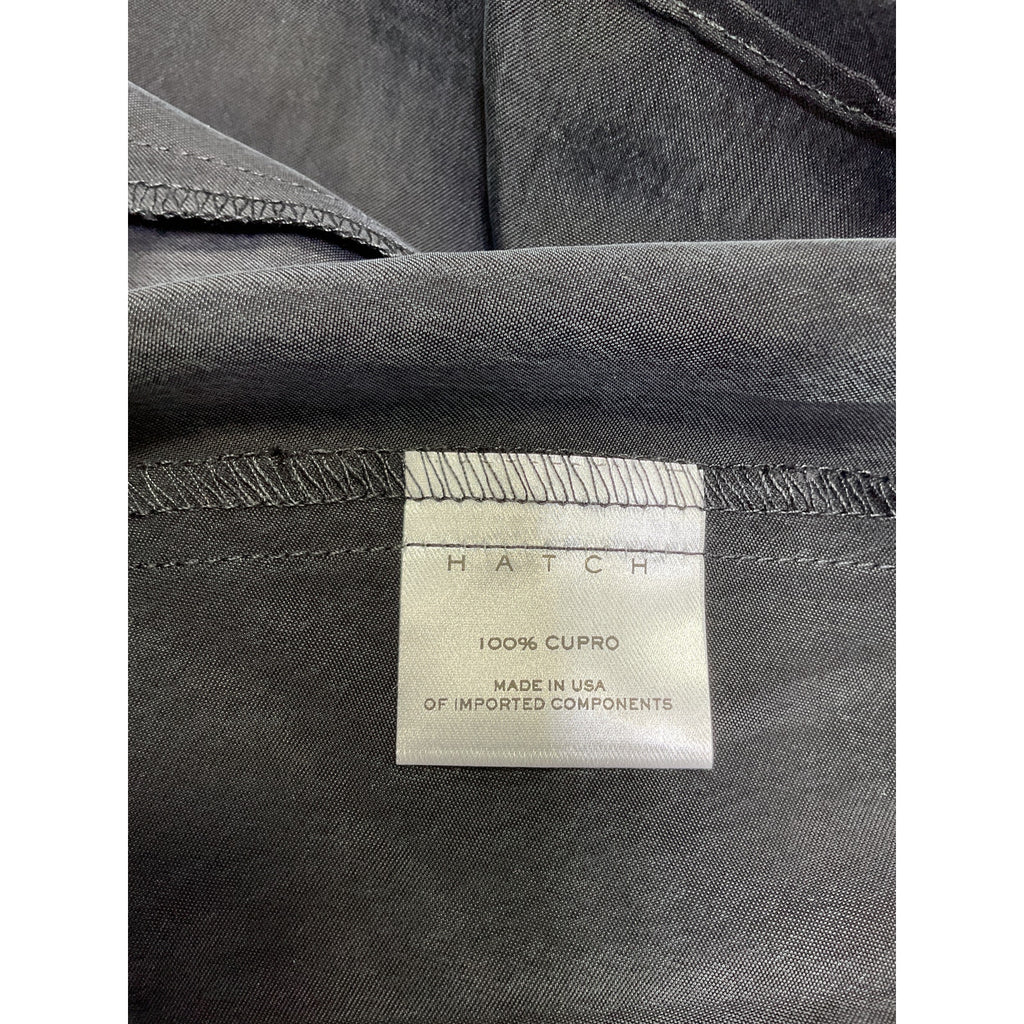 HATCH
100% CUPRO
MADE IN USA
OF IMPORTED COMPONENTS